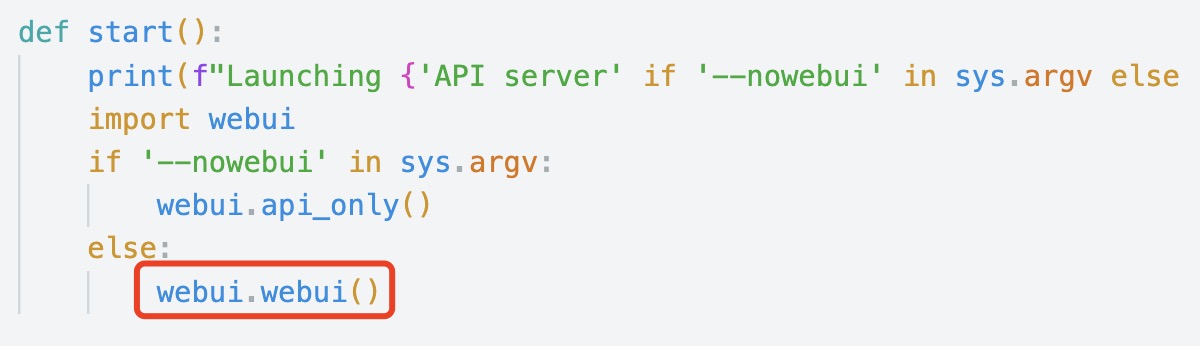 def start():
print(f"Launching {'API server' if '--nowebui' in sys.argv else
import webui
if '--nowebui' in sys.argv:
webui.api_only()
else:
webui.webui()